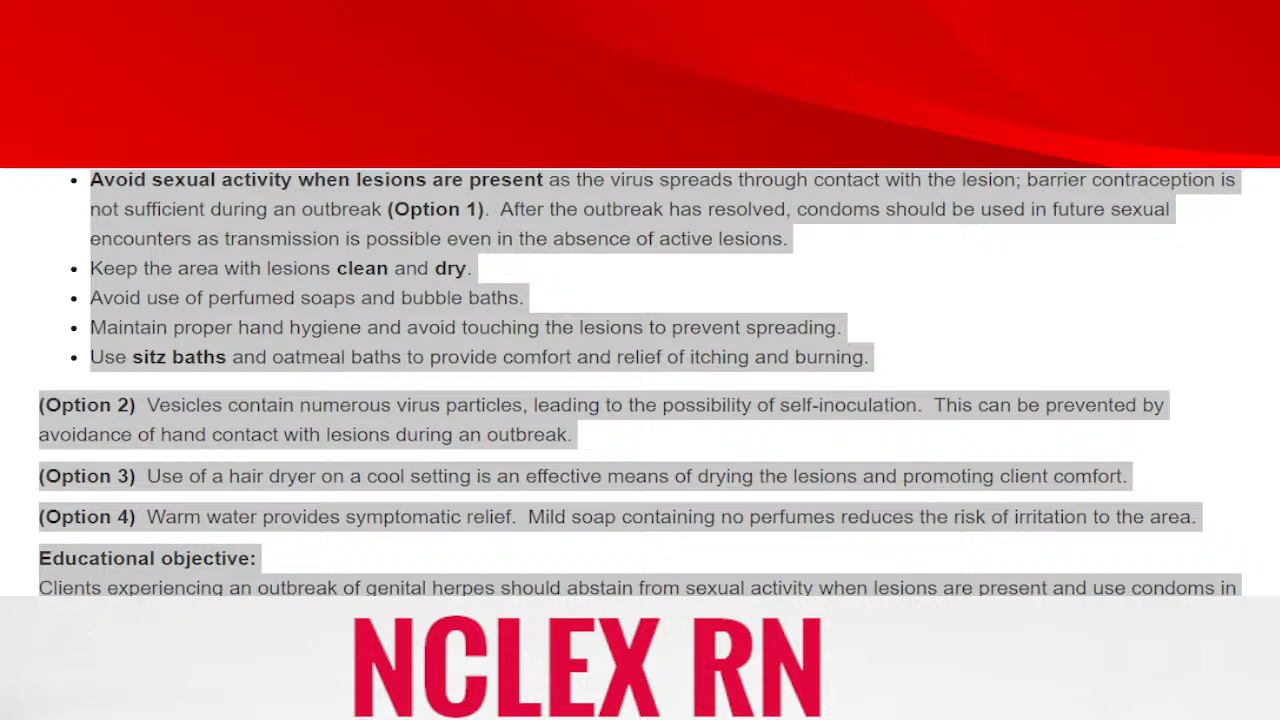 • Avoid sexual activity when lesions are present as the virus spreads through contact with the lesion; barrier contraception is
not sufficient during an outbreak (Option 1).  After the outbreak has resolved, condoms should be used in future sexual
encounters as transmission is possible even in the absence of active lesions.
• Keep the area with lesions clean and dry.
• Avoid use of perfumed soaps and bubble baths.
• Maintain proper hand hygiene and avoid touching the lesions to prevent spreading.
• Use sitz baths and oatmeal baths to provide comfort and relief of itching and burning.
(Option 2)  Vesicles contain numerous virus particles, leading to the possibility of self-inoculation.  This can be prevented by
avoidance of hand contact with lesions during an outbreak.
(Option 3)  Use of a hair dryer on a cool setting is an effective means of drying the lesions and promoting client comfort.
(Option 4)  Warm water provides symptomatic relief.  Mild soap containing no perfumes reduces the risk of irritation to the area.
Educational objective:
Clients experiencing an outbreak of genital herpes should abstain from sexual activity when lesions are present and use condoms in
NCLEX RN